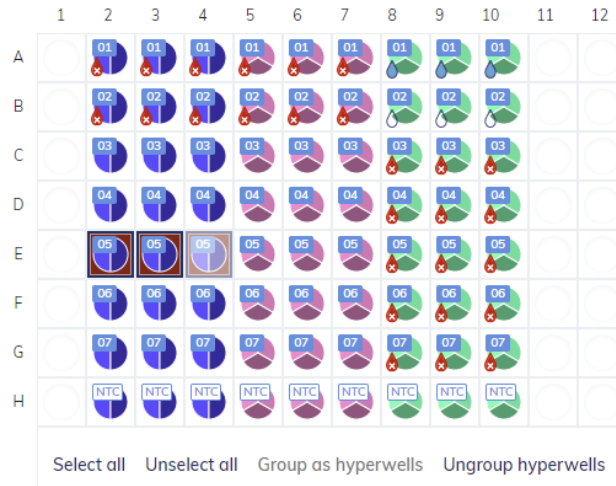 1 2 3 4 5 6 7 8 9 10 11 12
A 01 01 01 01 01 01 01 01 01
B 02 02 02 02 02 02 02 02 02
C 03 03 03 03 03 03 03 03 03
D 04 04 04 04 04 04 04 04 04
E 05 05 05 05 05 05 05 05 05
F 06 06 06 06 06 06 06 06 06
G 07 07 07 07 07 07 07 07 07
H NTC NTC NTC NTC NTC NTC NTC NTC NTC
Select all Unselect all Group as hyperwells Ungroup hyperwells